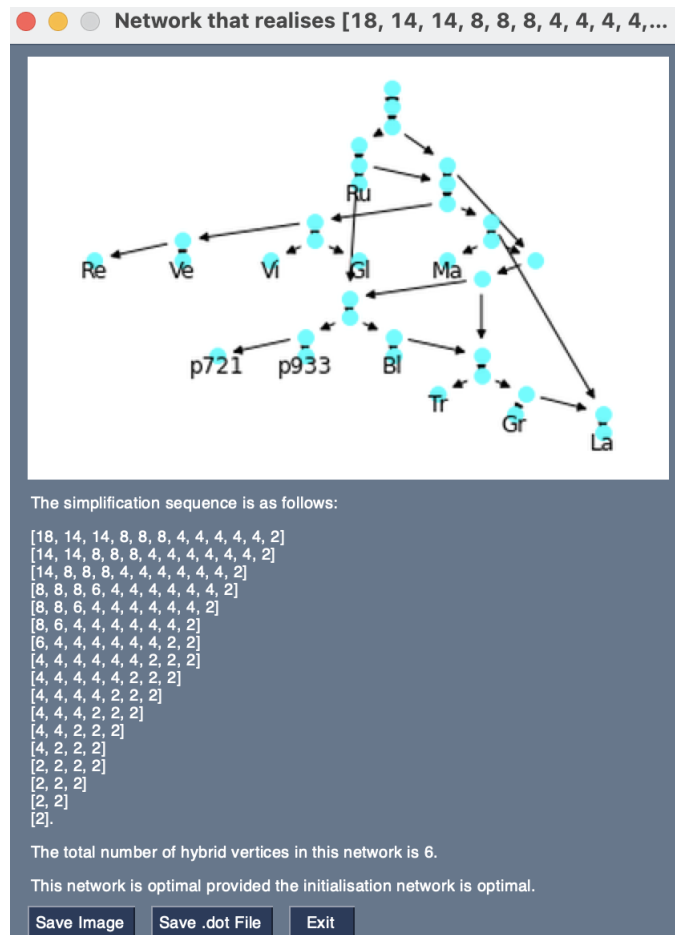 Network that realises [18, 14, 14, 8, 8, 8, 4, 4, 4, 4,...
Ru
Re
Ve
Vi
Gl
Ma
p721
p933
Bl
Tr
Gr
La
The simplification sequence is as follows:
[18, 14, 14, 8, 8, 8, 4, 4, 4, 4, 4, 2]
[14, 14, 8, 8, 8, 4, 4, 4, 4, 4, 4, 2]
[14, 8, 8, 8, 4, 4, 4, 4, 4, 4, 2]
[8, 8, 8, 6, 4, 4, 4, 4, 4, 4, 2]
[8, 8, 6, 4, 4, 4, 4, 4, 4, 2]
[8, 6, 4, 4, 4, 4, 4, 4, 2]
[6, 4, 4, 4, 4, 4, 4, 2, 2]
[4, 4, 4, 4, 4, 4, 2, 2, 2]
[4, 4, 4, 4, 4, 2, 2, 2]
[4, 4, 4, 4, 2, 2, 2]
[4, 4, 4, 2, 2, 2]
[4, 4, 2, 2, 2]
[4, 2, 2, 2]
[2, 2, 2, 2]
[2, 2, 2]
[2, 2]
[2].
The total number of hybrid vertices in this network is 6.
This network is optimal provided the initialisation network is optimal.
Save Image Save .dot File Exit